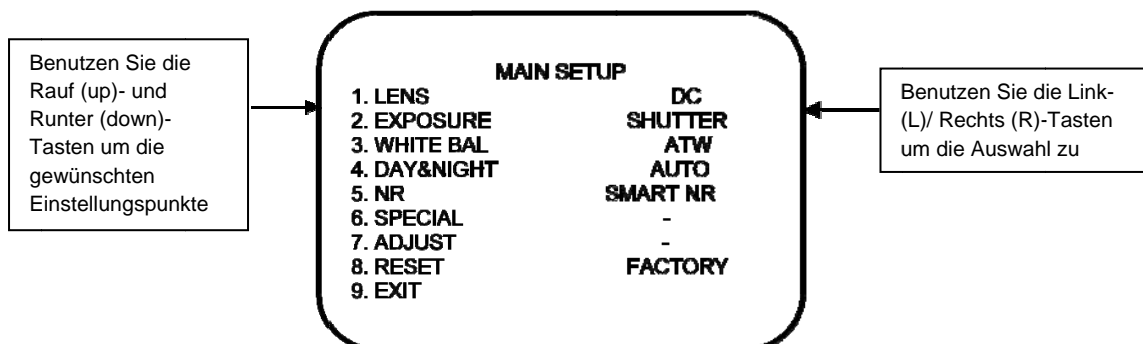 Benutzen Sie die
Rauf (up)- und
Runter (down)-
Tasten um die
gewünschten
Einstellungspunkte
MAIN SETUP
1. LENS DC
2. EXPOSURE SHUTTER
3. WHITE BAL ATW
4. DAY&NIGHT AUTO
5. NR SMART NR
6. SPECIAL -
7. ADJUST -
8. RESET FACTORY
9. EXIT
Benutzen Sie die Link-
(L)/ Rechts (R)-Tasten
um die Auswahl zu